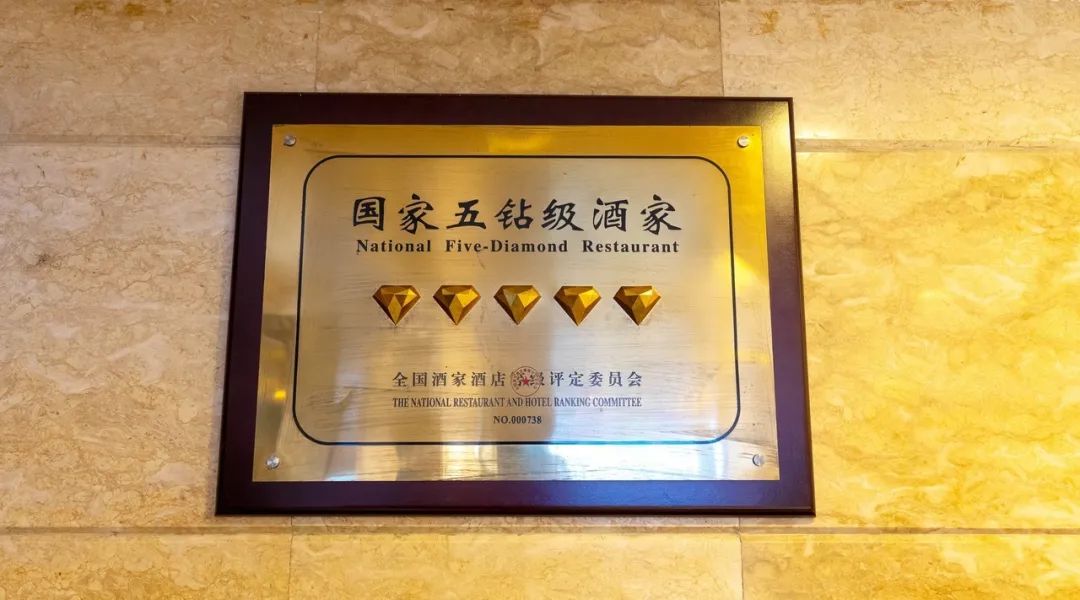 国家五钻级酒家
National Five-Diamond Restaurant
全国酒家酒店 级评定委员会
THE NATIONAL RESTAURANT AND HOTEL RANKING COMMITTEE
NO.000738